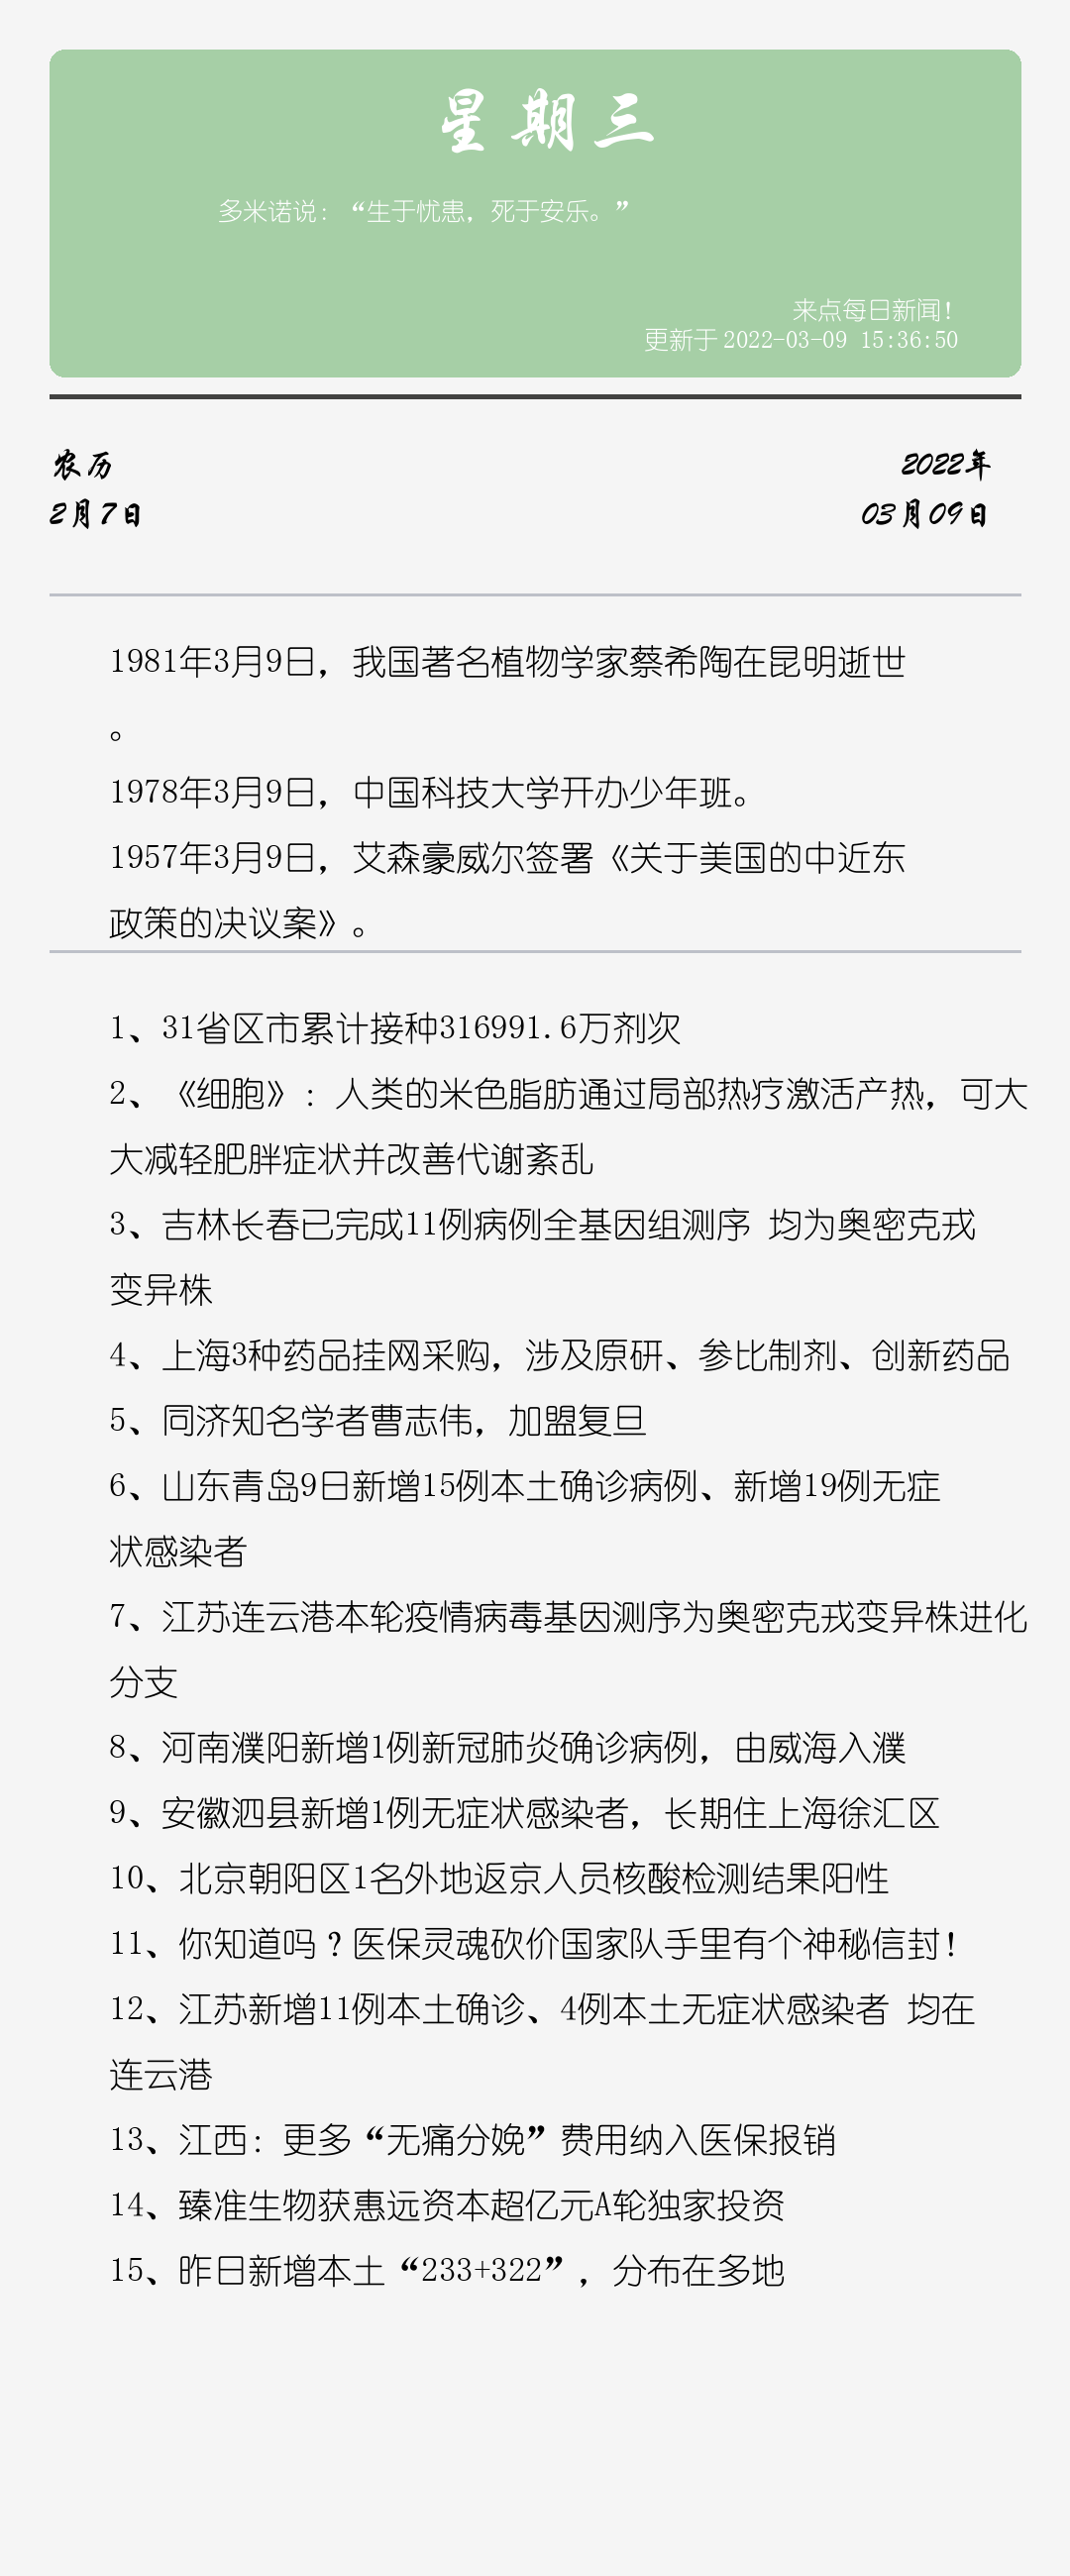 星期三
多米诺说：“生于忧患，死于安乐。”
来点每日新闻！
更新于 2022-03-09 15:36:50
农历
2022年
2月7日
03月09日
1981年3月9日，我国著名植物学家蔡希陶在昆明逝世
。
1978年3月9日，中国科技大学开办少年班。
1957年3月9日，艾森豪威尔签署《关于美国的中近东
政策的决议案》。
1、31省区市累计接种316991.6万剂次
2、《细胞》：人类的米色脂肪通过局部热疗激活产热，可大
大减轻肥胖症状并改善代谢紊乱
3、吉林长春已完成11例病例全基因组测序 均为奥密克戎
变异株
4、上海3种药品挂网采购，涉及原研、参比制剂、创新药品
5、同济知名学者曹志伟，加盟复旦
6、山东青岛9日新增15例本土确诊病例、新增19例无症
状感染者
7、江苏连云港本轮疫情病毒基因测序为奥密克戎变异株进化
分支
8、河南濮阳新增1例新冠肺炎确诊病例，由威海入濮
9、安徽泗县新增1例无症状感染者，长期住上海徐汇区
10、北京朝阳区1名外地返京人员核酸检测结果阳性
11、你知道吗？医保灵魂砍价国家队手里有个神秘信封！
12、江苏新增11例本土确诊、4例本土无症状感染者 均在
连云港
13、江西：更多“无痛分娩”费用纳入医保报销
14、臻准生物获惠远资本超亿元A轮独家投资
15、昨日新增本土“233+322”，分布在多地